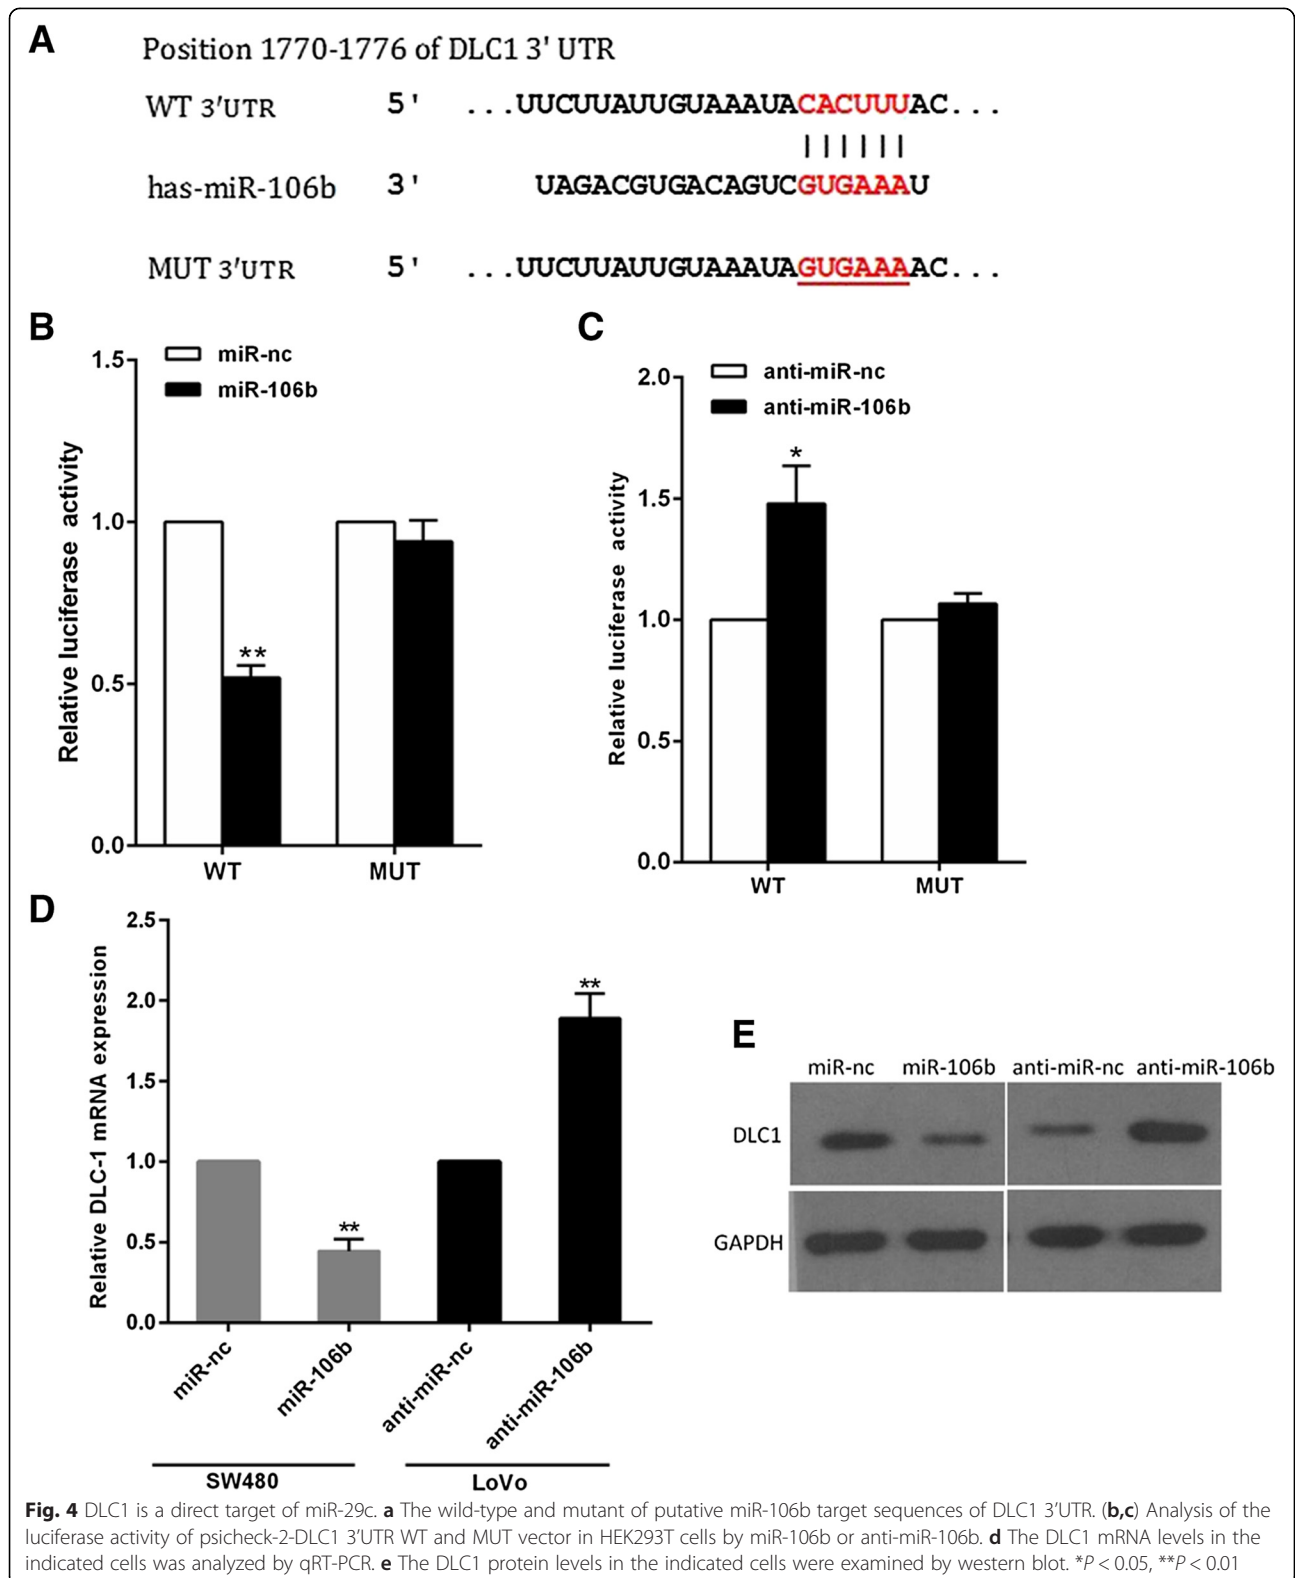 A
Position 1770-1776 of DLC1 3' UTR
WT 3'UTR 5' ...UUCUUAUUGUAAAUACACUUUAC...
has-miR-106b 3' UAGACGUGACAGUCGUGAAAU
MUT 3'UTR 5' ...UUCUUAUUGUAAAUAGUGAAAAC...
B
miR-nc
miR-106b
Relative luciferase activity
1.5
1.0
0.5
0.0
**
WT MUT
C
anti-miR-nc
anti-miR-106b
Relative luciferase activity
2.0
1.5
1.0
0.5
0.0
*
WT MUT
D
Relative DLC-1 mRNA expression
2.5
2.0
1.5
1.0
0.5
0.0
**
**
miR-nc
miR-106b
anti-miR-nc
anti-miR-106b
SW480 LoVo
E
miR-nc miR-106b anti-miR-nc anti-miR-106b
DLC1
GAPDH
Fig. 4 DLC1 is a direct target of miR-29c. a The wild-type and mutant of putative miR-106b target sequences of DLC1 3'UTR. (b,c) Analysis of the
luciferase activity of psicheck-2-DLC1 3'UTR WT and MUT vector in HEK293T cells by miR-106b or anti-miR-106b. d The DLC1 mRNA levels in the
indicated cells was analyzed by qRT-PCR. e The DLC1 protein levels in the indicated cells were examined by western blot. *P < 0.05, **P < 0.01